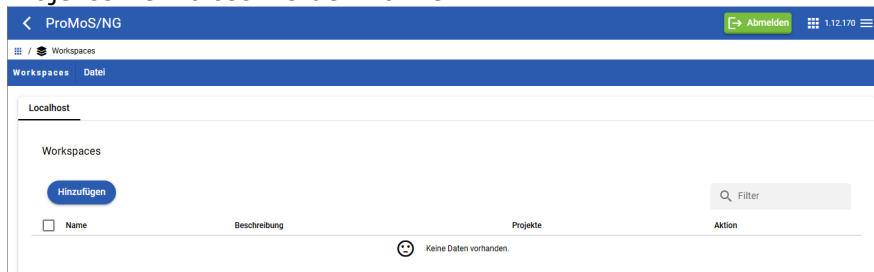 ProMoS/NG Abmelden 1.12.170
/ Workspaces
Workspaces Datei
Localhost
Workspaces
Hinzufügen Filter
Name Beschreibung Projekte Aktion
Keine Daten vorhanden.